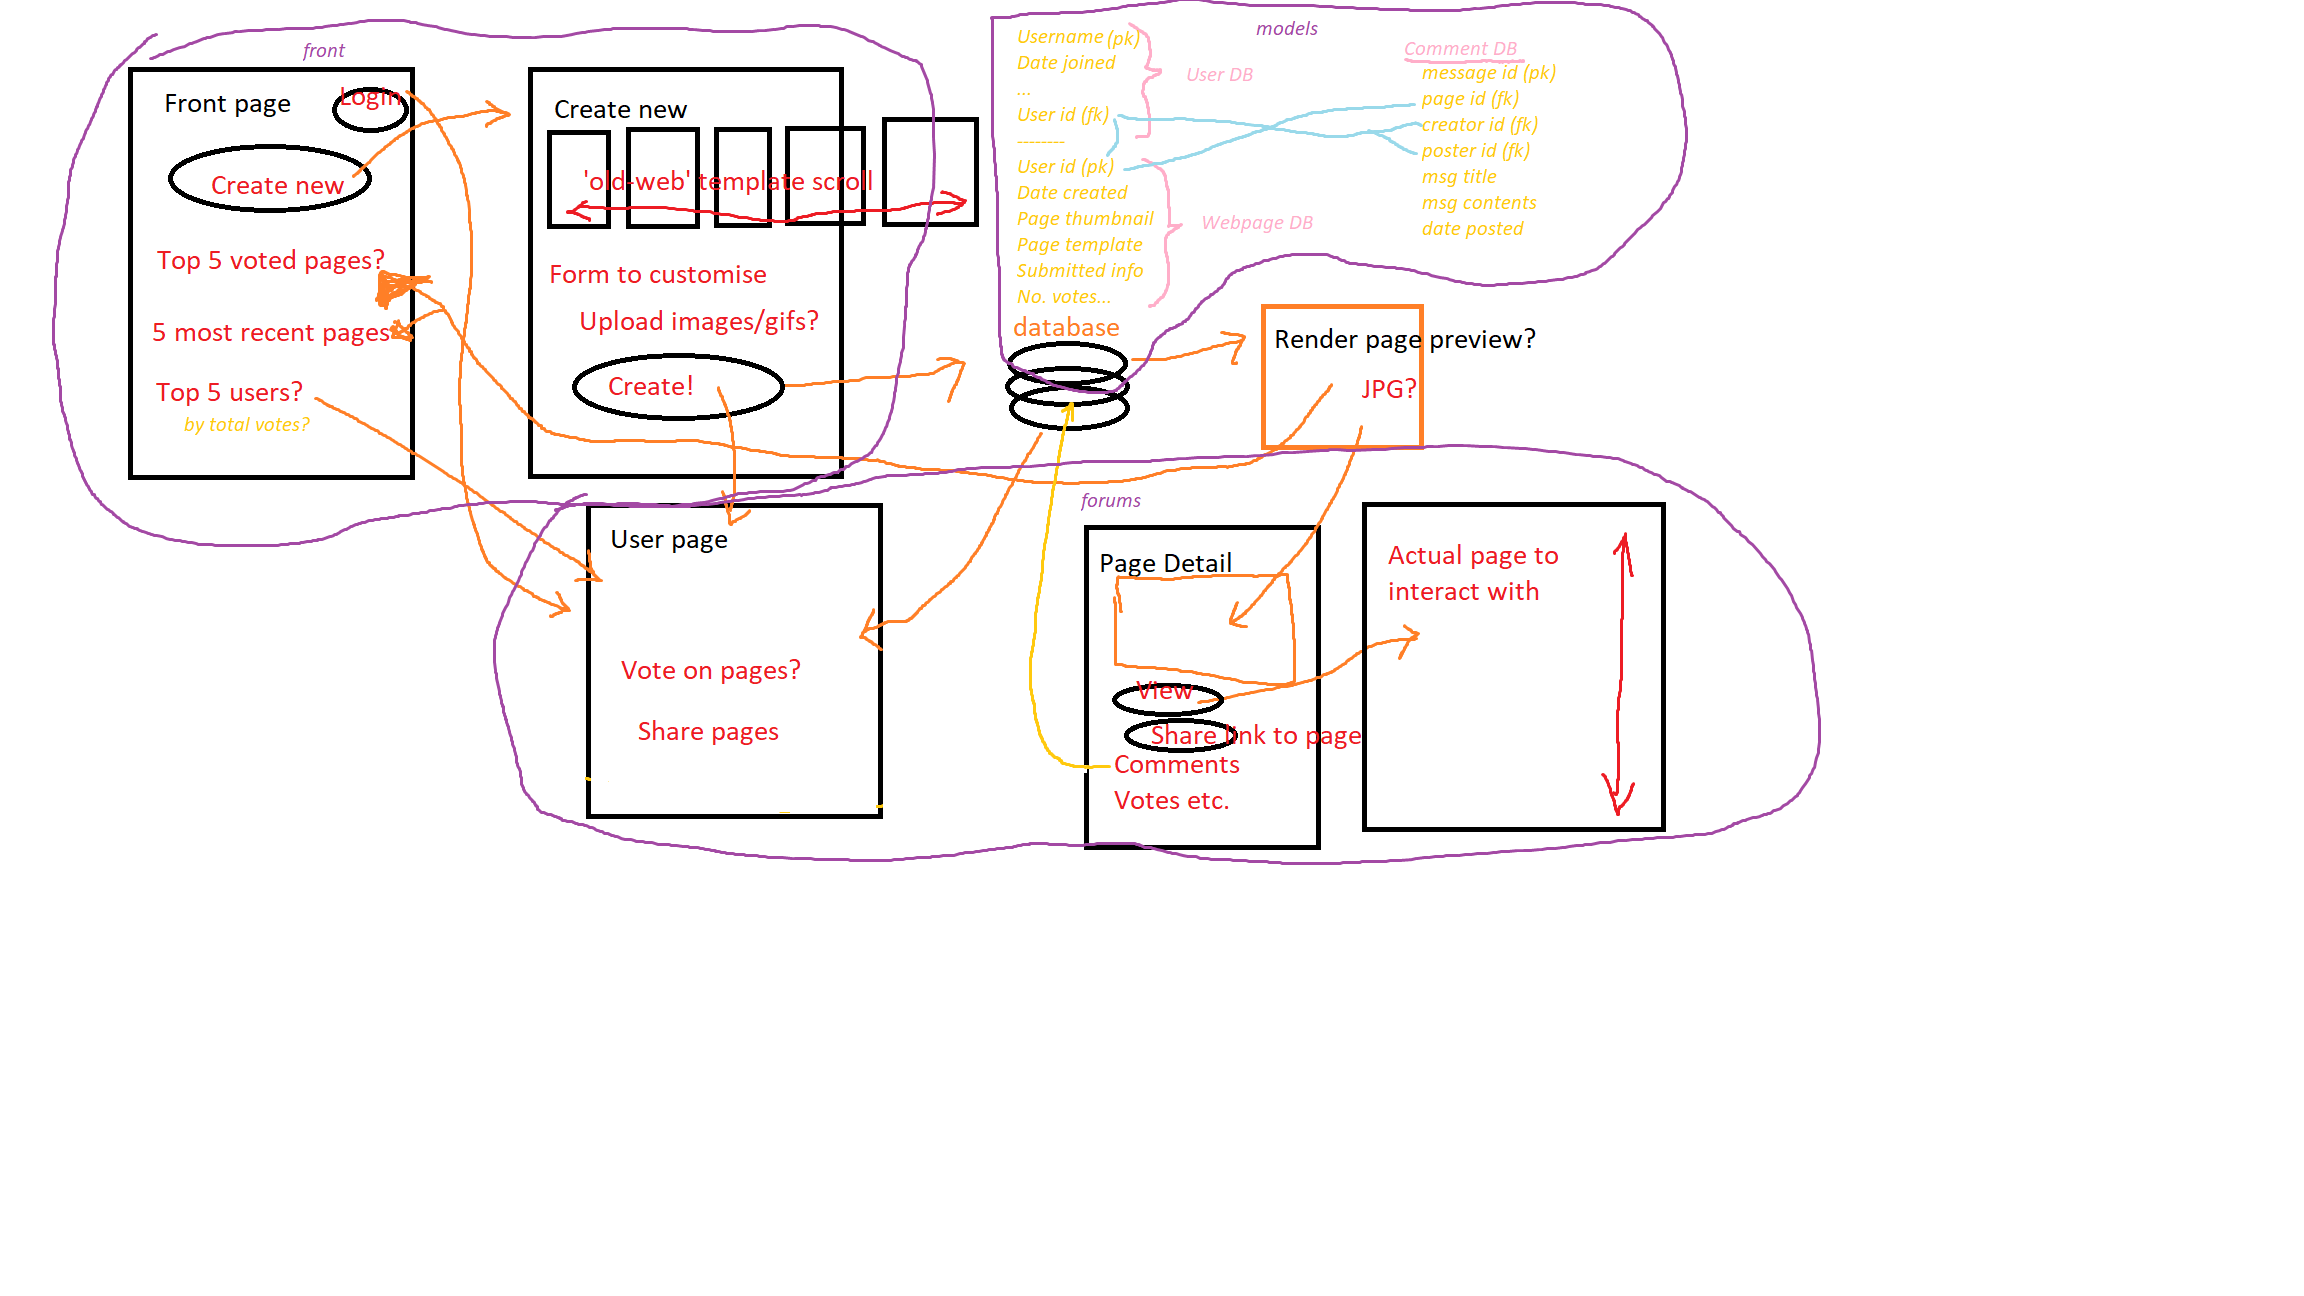 front
Front page
Login
Create new
Top 5 voted pages?
5 most recent pages
Top 5 users?
by total votes?
Create new
'old-web' template scroll
Form to customise
Upload images/gifs?
Create!
models
Username (pk)
Date joined
...
User id (fk)
--------
User id (pk)
Date created
Page thumbnail
Page template
Submitted info
No. votes...
User DB
Webpage DB
Comment DB
message id (pk)
page id (fk)
creator id (fk)
poster id (fk)
msg title
msg contents
date posted
database
Render page preview?
JPG?
forums
User page
Vote on pages?
Share pages
Page Detail
View
Share link to page
Comments
Votes etc.
Actual page to
interact with